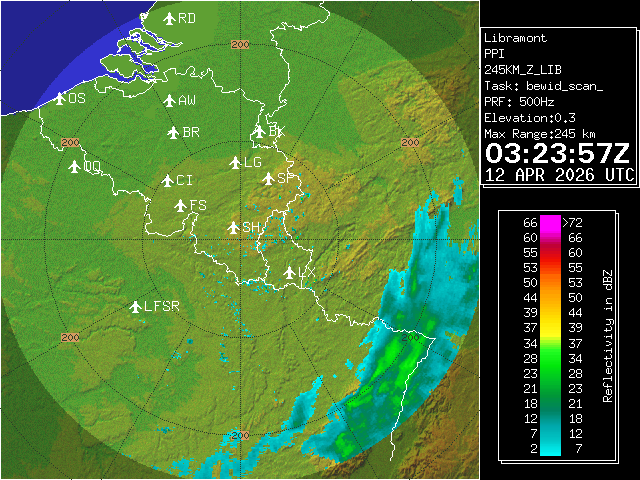 RD
200
OS
AW
BR
BK
200
200
OQ
LG
CI
SP
FS
SH
LX
LFSR
200
200
200
Libramont
PPI
245KM_Z_LIB
Task: bewid_scan_
PRF: 500Hz
Elevation:0.3
Max Range:245 km
03:23:57Z
12 APR 2026 UTC
66 >72
60 66
55 60
53 55
50 53
44 50
39 44
37 39
34 37
28 34
23 28
21 23
18 21
12 18
7 12
2 7
Reflectivity in dBZ